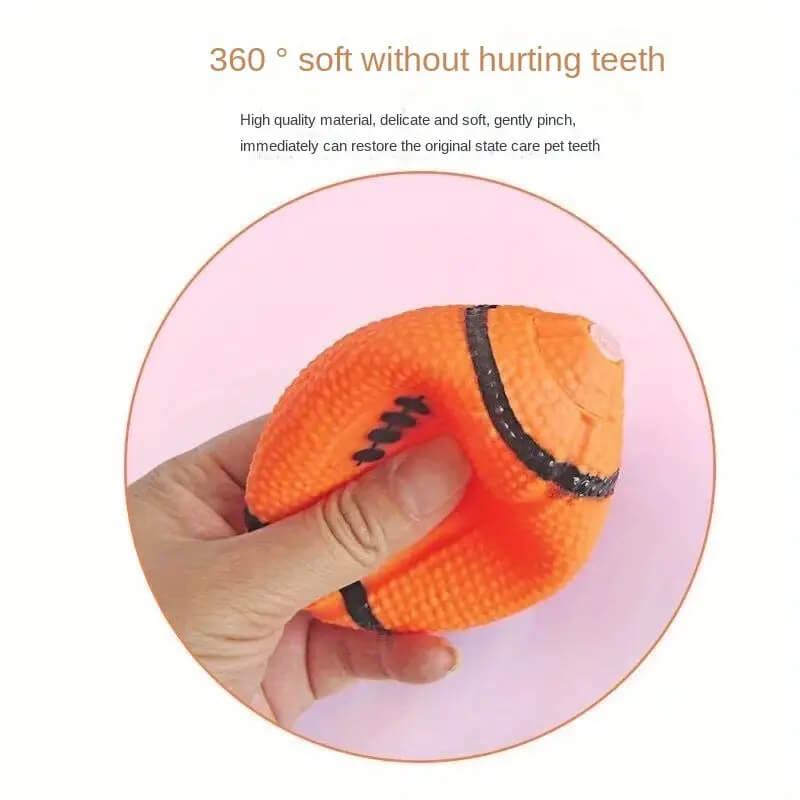 360 ° soft without hurting teeth
High quality material, delicate and soft, gently pinch,
immediately can restore the original state care pet teeth